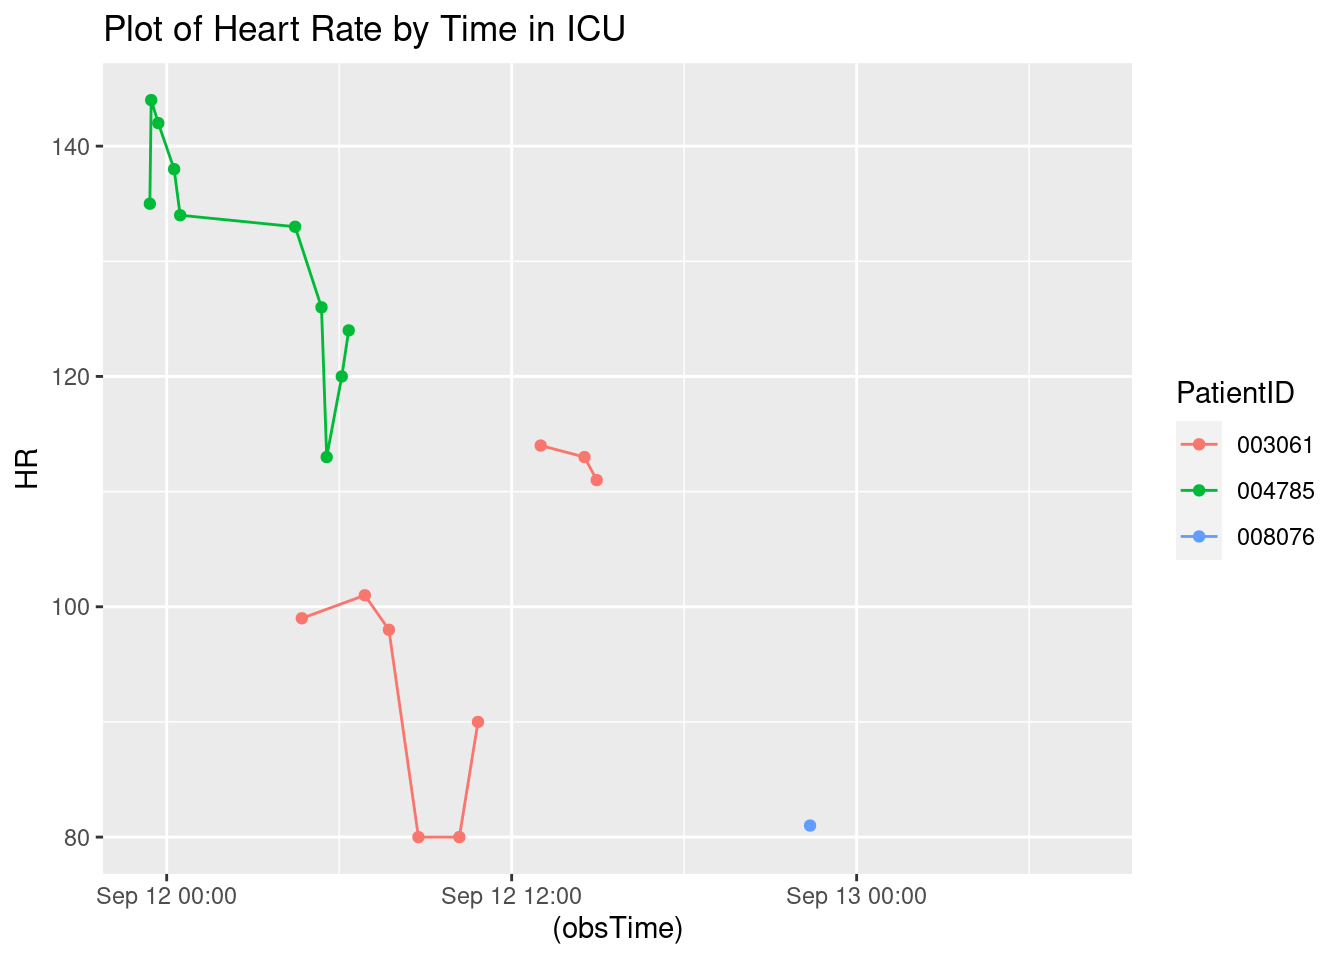 Plot of Heart Rate by Time in ICU
140
120
100
80
HR
Sep 12 00:00
Sep 12 12:00
Sep 13 00:00
(obsTime)
PatientID
003061
004785
008076